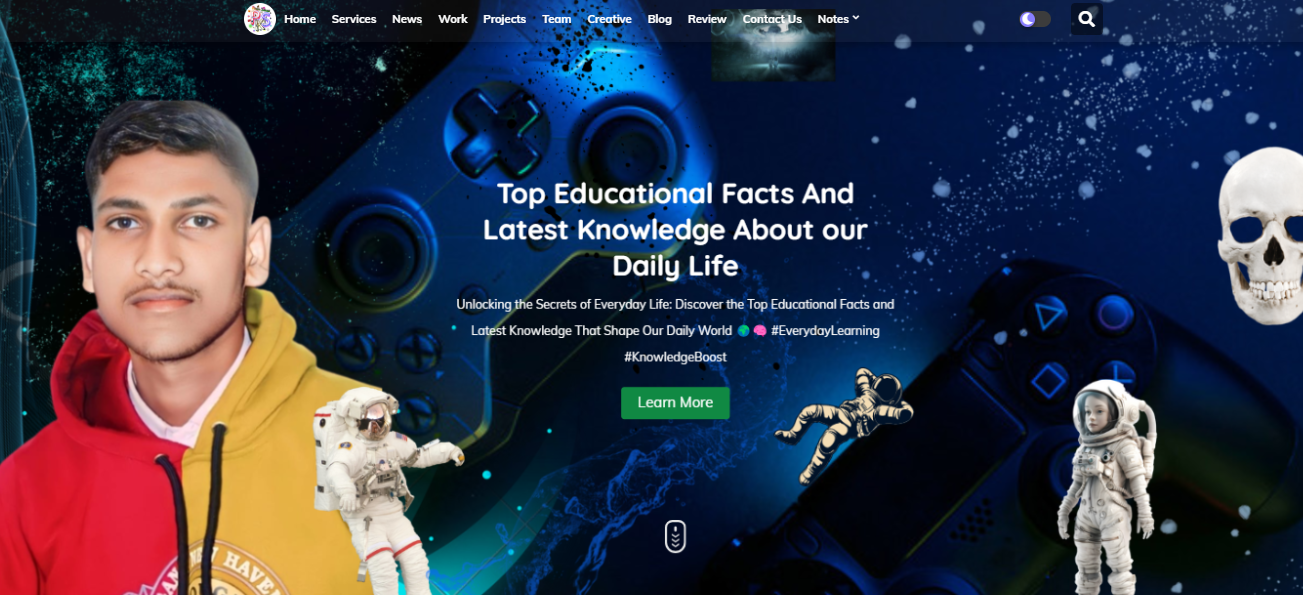 Home Services News Work Projects Team Creative Blog Review Contact Us Notes
Top Educational Facts And
Latest Knowledge About our
Daily Life
Unlocking the Secrets of Everyday Life: Discover the Top Educational Facts and
Latest Knowledge That Shape Our Daily World 🌍 🧠 #EverydayLearning
#KnowledgeBoost
Learn More